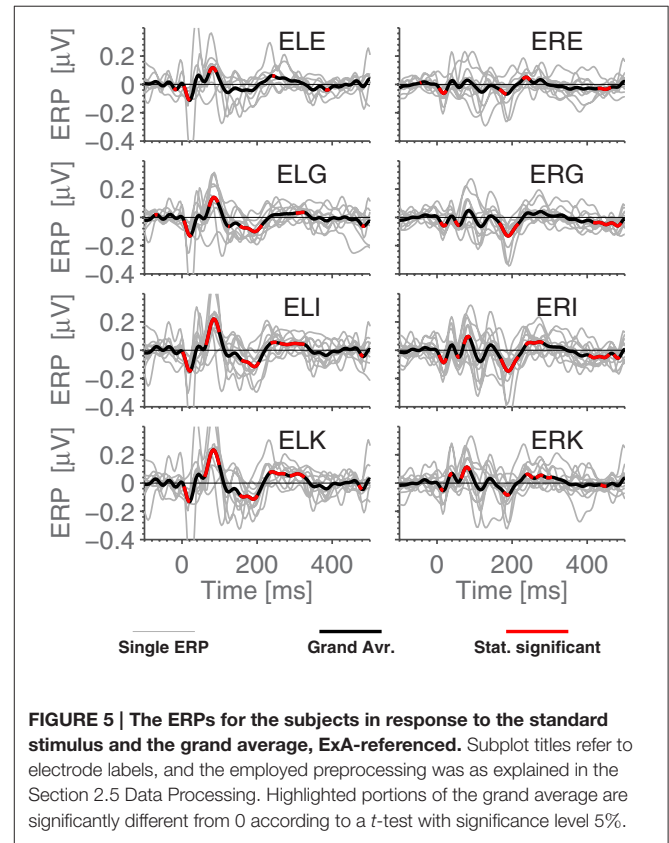 ELE
ERE
ERP [μV]
0.2
0
−0.2
−0.4
ELG
ERG
ERP [μV]
0.2
0
−0.2
−0.4
ELI
ERI
ERP [μV]
0.2
0
−0.2
−0.4
ELK
ERK
ERP [μV]
0.2
0
−0.2
−0.4
0 200 400
0 200 400
Time [ms]
Time [ms]
Single ERP
Grand Avr.
Stat. significant
FIGURE 5 | The ERPs for the subjects in response to the standard
stimulus and the grand average, ExA-referenced. Subplot titles refer to
electrode labels, and the employed preprocessing was as explained in the
Section 2.5 Data Processing. Highlighted portions of the grand average are
significantly different from 0 according to a t-test with significance level 5%.